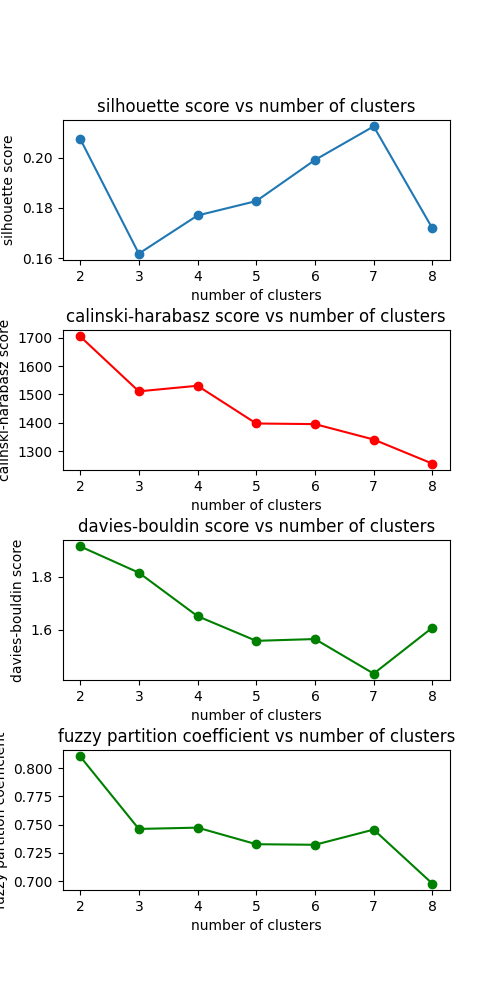 silhouette score vs number of clusters
silhouette score
0.20
0.18
0.16
2 3 4 5 6 7 8
number of clusters
calinski-harabasz score vs number of clusters
calinski-harabasz score
1700
1600
1500
1400
1300
2 3 4 5 6 7 8
number of clusters
davies-bouldin score vs number of clusters
davies-bouldin score
1.8
1.6
2 3 4 5 6 7 8
number of clusters
fuzzy partition coefficient vs number of clusters
fuzzy partition coefficient
0.800
0.775
0.750
0.725
0.700
2 3 4 5 6 7 8
number of clusters